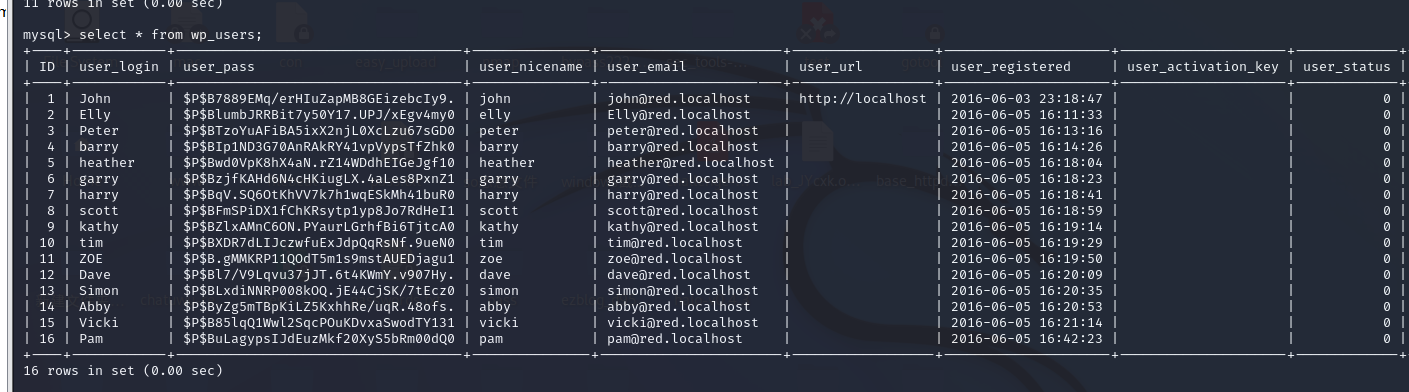 11 rows in set (0.00 sec)
mysql> select * from wp_users;
| ID | user_login | user_pass | user_nicename | user_email | user_url | user_registered | user_activation_key | user_status |
| 1 | John | $P$B7889EMq/erHIuZapMB8GEizebcIy9. | john | john@red.localhost | http://localhost | 2016-06-03 23:18:47 | | 0 |
| 2 | Elly | $P$BlumbJRRBit7y50Y17.UPJ/xEgv4my0 | elly | Elly@red.localhost | | 2016-06-05 16:11:33 | | 0 |
| 3 | Peter | $P$BTzoYuAFiBA5ixX2njL0XcLzu67sGD0 | peter | peter@red.localhost | | 2016-06-05 16:13:16 | | 0 |
| 4 | barry | $P$BIp1ND3G70AnRAkRY41vpVypsTfZhk0 | barry | barry@red.localhost | | 2016-06-05 16:14:26 | | 0 |
| 5 | heather | $P$Bwd0VpK8hX4aN.rZ14WDdhEIGeJgf10 | heather | heather@red.localhost | | 2016-06-05 16:18:04 | | 0 |
| 6 | garry | $P$BzjfKAHd6N4cHKiugLX.4aLes8PxnZ1 | garry | garry@red.localhost | | 2016-06-05 16:18:23 | | 0 |
| 7 | harry | $P$BqV.SQ6OtKhVV7k7h1wqESkMh41buR0 | harry | harry@red.localhost | | 2016-06-05 16:18:41 | | 0 |
| 8 | scott | $P$BFmSPiDX1fChKRsytp1yp8Jo7RdHeI1 | scott | scott@red.localhost | | 2016-06-05 16:18:59 | | 0 |
| 9 | kathy | $P$BZlxAMnC6ON.PYaurLGrhfBi6TjtcA0 | kathy | kathy@red.localhost | | 2016-06-05 16:19:14 | | 0 |
| 10 | tim | $P$BXDR7dLIJczwfuExJdpQqRsNf.9ueN0 | tim | tim@red.localhost | | 2016-06-05 16:19:29 | | 0 |
| 11 | ZOE | $P$B.gMMKRP11QOdT5m1s9mstAUEDjagu1 | zoe | zoe@red.localhost | | 2016-06-05 16:19:50 | | 0 |
| 12 | Dave | $P$Bl7/V9Lqvu37jJT.6t4KWmY.v907Hy. | dave | dave@red.localhost | | 2016-06-05 16:20:09 | | 0 |
| 13 | Simon | $P$BLxdiNNRP008kOQ.jE44CjSK/7tEcz0 | simon | simon@red.localhost | | 2016-06-05 16:20:35 | | 0 |
| 14 | Abby | $P$ByZg5mTBpKiLZ5KxhhRe/uqR.48ofs. | abby | abby@red.localhost | | 2016-06-05 16:20:53 | | 0 |
| 15 | Vicki | $P$B85lqQ1Wwl2SqcPOuKDvxaSwodTY131 | vicki | vicki@red.localhost | | 2016-06-05 16:21:14 | | 0 |
| 16 | Pam | $P$BuLagypsIJdEuzMkf20XyS5bRm00dQ0 | pam | pam@red.localhost | | 2016-06-05 16:42:23 | | 0 |
16 rows in set (0.00 sec)